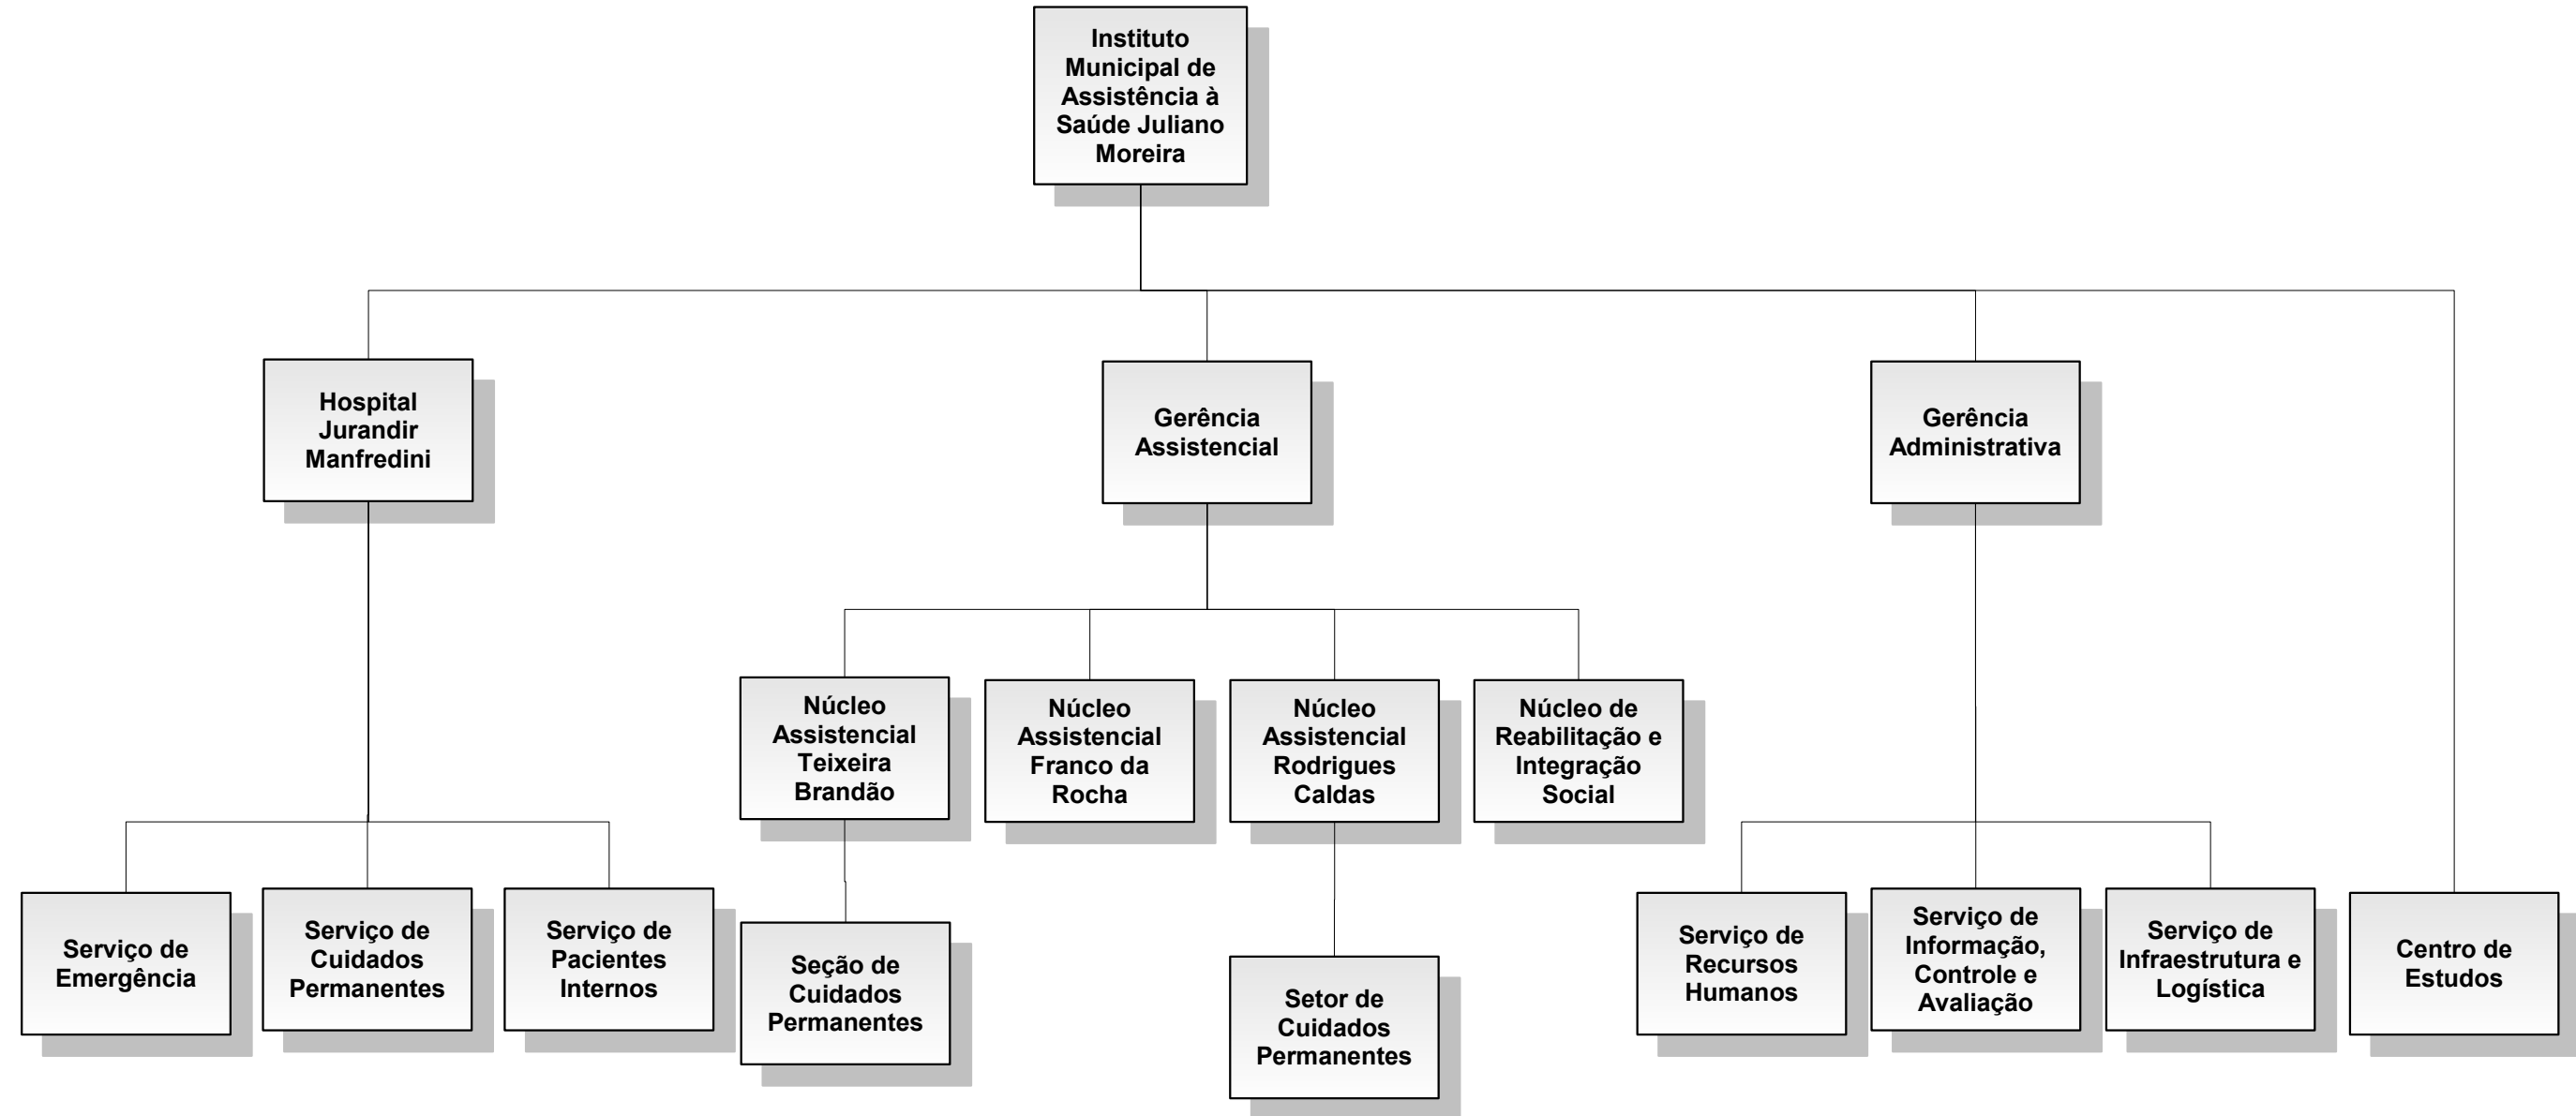 Instituto
Municipal de
Assistência à
Saúde Juliano
Moreira
Hospital
Jurandir
Manfredini
Gerência
Assistencial
Gerência
Administrativa
Núcleo
Assistencial
Teixeira
Brandão
Núcleo
Assistencial
Franco da
Rocha
Núcleo
Assistencial
Rodrigues
Caldas
Núcleo de
Reabilitação e
Integração
Social
Serviço de
Emergência
Serviço de
Cuidados
Permanentes
Serviço de
Pacientes
Internos
Seção de
Cuidados
Permanentes
Setor de
Cuidados
Permanentes
Serviço de
Recursos
Humanos
Serviço de
Informação,
Controle e
Avaliação
Serviço de
Infraestrutura e
Logística
Centro de
Estudos